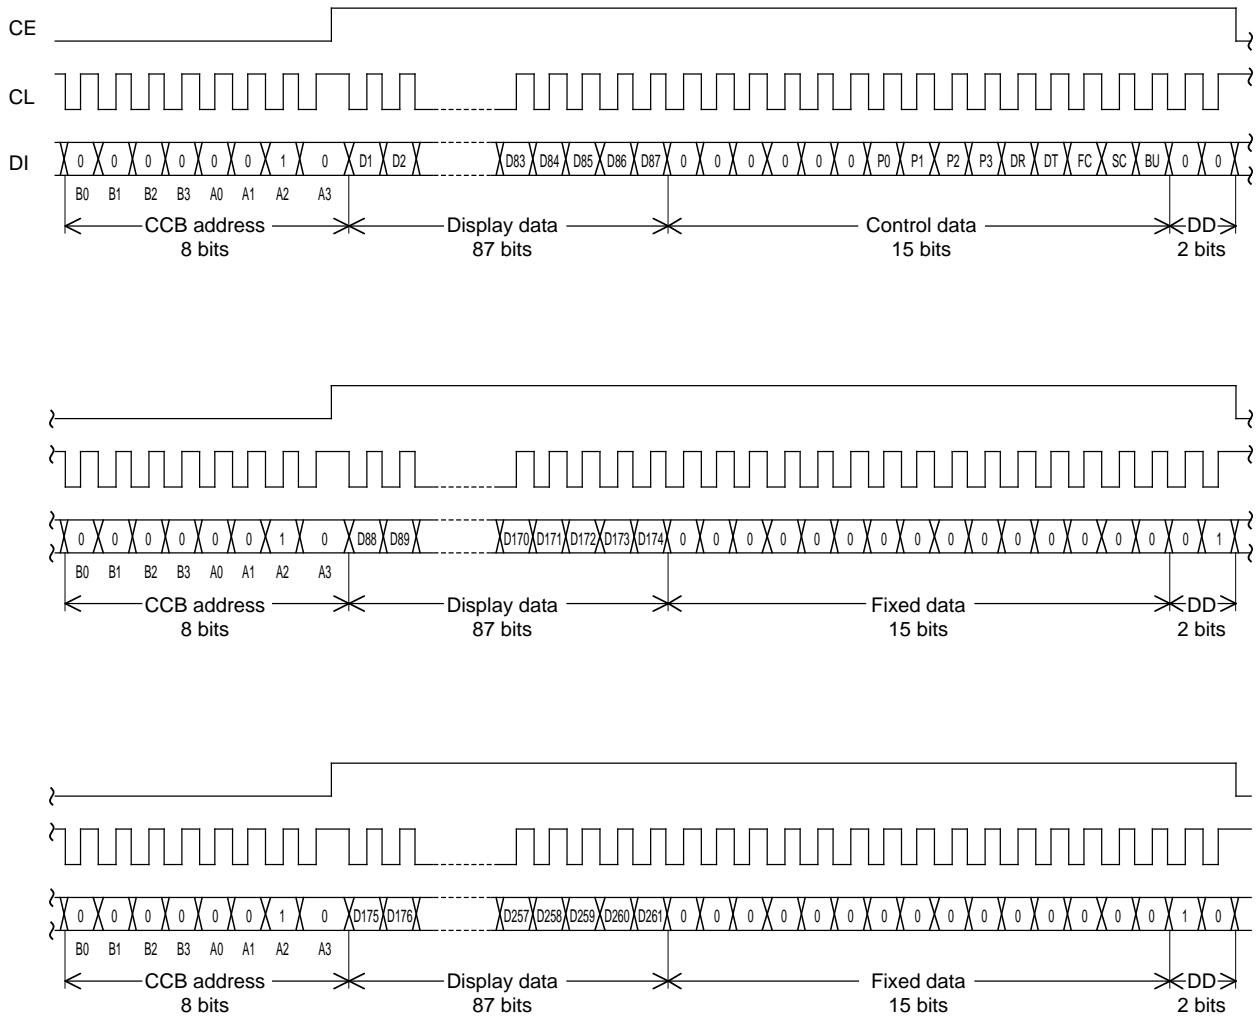 CE
CL
DI 0 0 0 0 0 0 1 0 D1 D2 D83 D84 D85 D86 D87 0 0 0 0 0 0 P0 P1 P2 P3 DR DT FC SC BU 0 0
B0 B1 B2 B3 A0 A1 A2 A3
CCB address Display data Control data DD
8 bits 87 bits 15 bits 2 bits
0 0 0 0 0 0 1 0 D88 D89 D170 D171 D172 D173 D174 0 0 0 0 0 0 0 0 0 0 0 0 0 0 0 0 1
B0 B1 B2 B3 A0 A1 A2 A3
CCB address Display data Fixed data DD
8 bits 87 bits 15 bits 2 bits
0 0 0 0 0 0 1 0 D175 D176 D257 D258 D259 D260 D261 0 0 0 0 0 0 0 0 0 0 0 0 0 0 0 1 0
B0 B1 B2 B3 A0 A1 A2 A3
CCB address Display data Fixed data DD
8 bits 87 bits 15 bits 2 bits